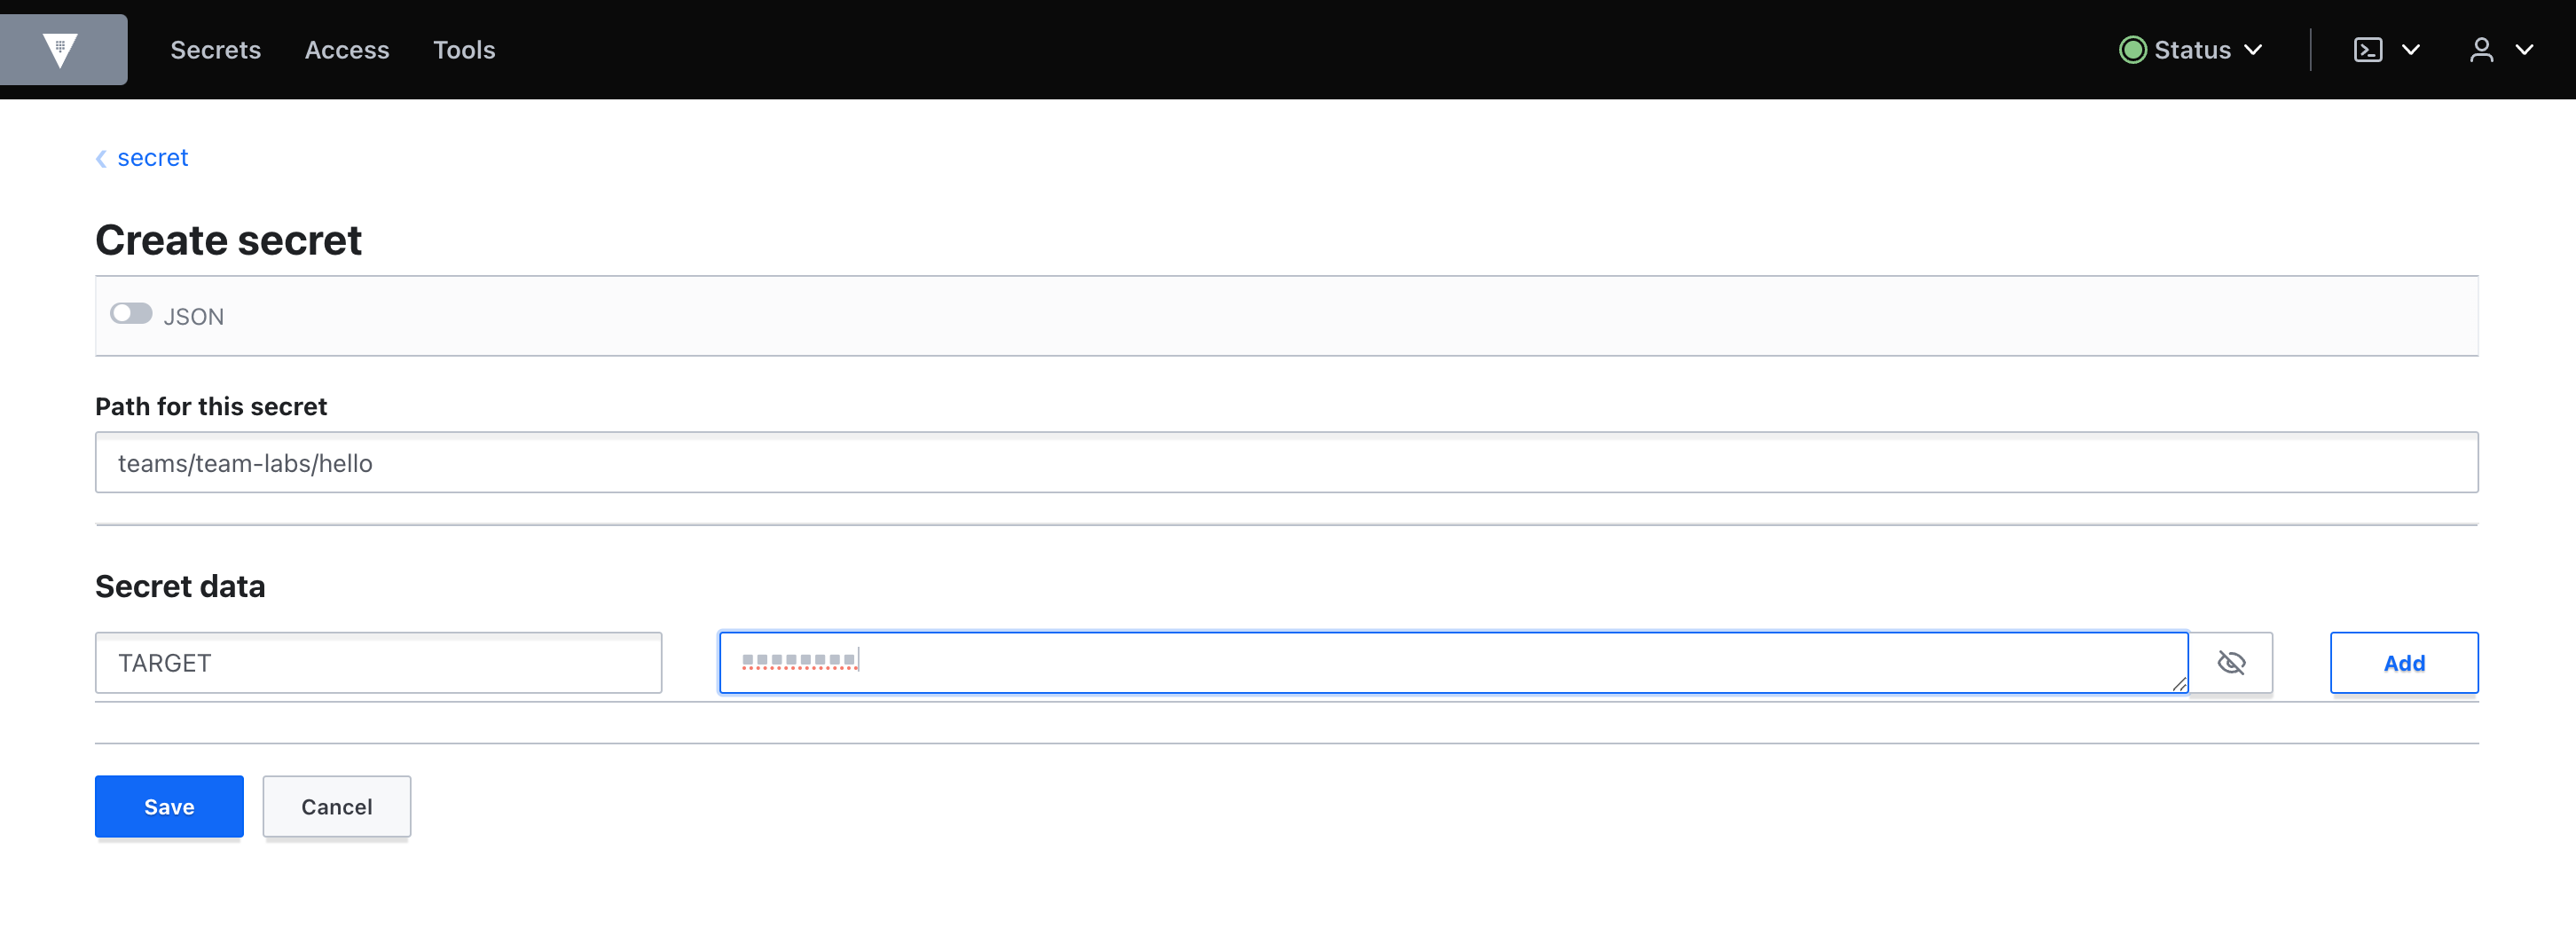 Secrets Access Tools Status
secret
Create secret
JSON
Path for this secret
teams/team-labs/hello
Secret data
TARGET
Add
Save Cancel